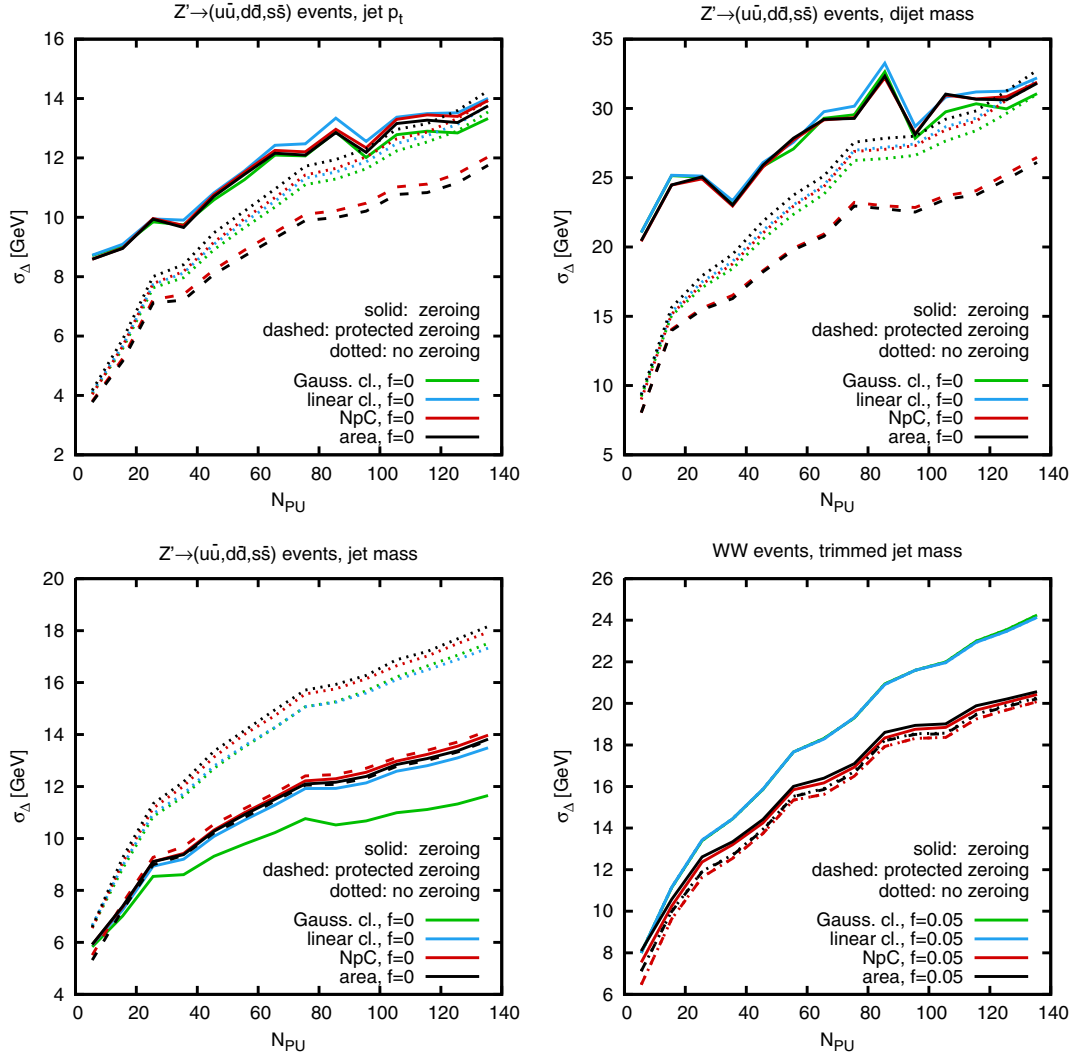 Z'→(uū,dd̄,ss̄) events, jet pt
σΔ [GeV]
16
14
12
10
8
6
4
2
solid: zeroing
dashed: protected zeroing
dotted: no zeroing
Gauss. cl., f=0
linear cl., f=0
NpC, f=0
area, f=0
0 20 40 60 80 100 120 140
NPU
Z'→(uū,dd̄,ss̄) events, dijet mass
σΔ [GeV]
35
30
25
20
15
10
5
solid: zeroing
dashed: protected zeroing
dotted: no zeroing
Gauss. cl., f=0
linear cl., f=0
NpC, f=0
area, f=0
0 20 40 60 80 100 120 140
NPU
Z'→(uū,dd̄,ss̄) events, jet mass
σΔ [GeV]
20
18
16
14
12
10
8
6
4
solid: zeroing
dashed: protected zeroing
dotted: no zeroing
Gauss. cl., f=0
linear cl., f=0
NpC, f=0
area, f=0
0 20 40 60 80 100 120 140
NPU
WW events, trimmed jet mass
σΔ [GeV]
26
24
22
20
18
16
14
12
10
8
6
solid: zeroing
dashed: protected zeroing
dotted: no zeroing
Gauss. cl., f=0.05
linear cl., f=0.05
NpC, f=0.05
area, f=0.05
0 20 40 60 80 100 120 140
NPU